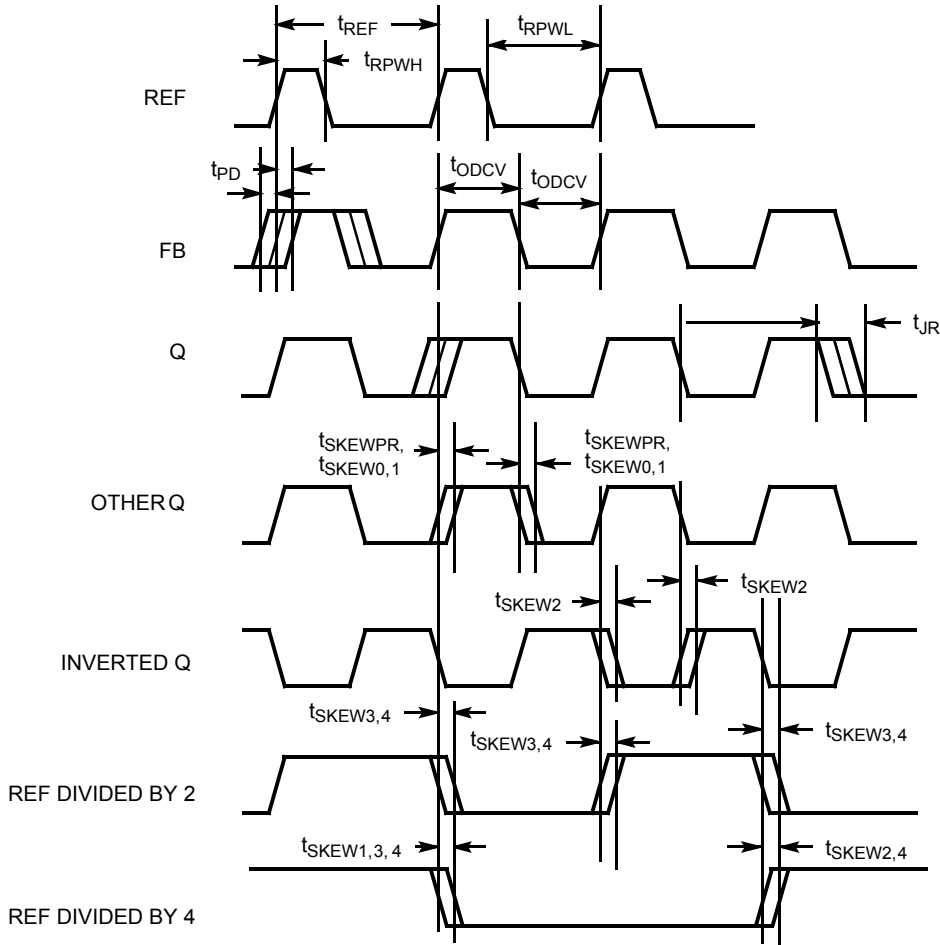 tREF
tRPWL
tRPWH
REF
tODCV
tODCV
tPD
FB
tJR
Q
tSKEWPR,
tSKEW0,1
tSKEWPR,
tSKEW0,1
OTHER Q
tSKEW2
tSKEW2
INVERTED Q
tSKEW3,4
tSKEW3,4
tSKEW3,4
REF DIVIDED BY 2
tSKEW1,3,4
tSKEW2,4
REF DIVIDED BY 4